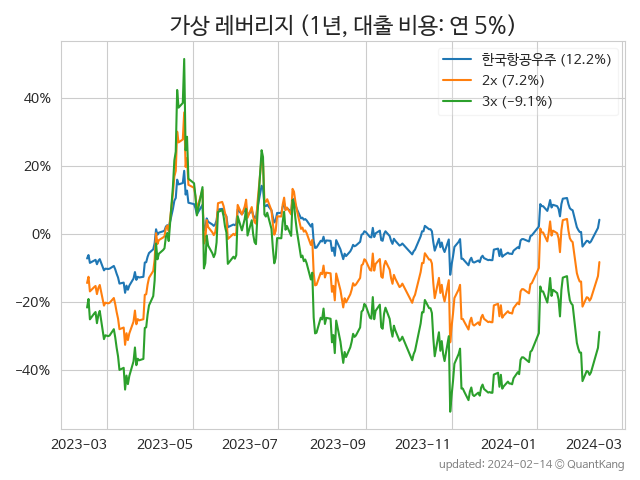 가상 레버리지 (1년, 대출 비용: 연 5%)
한국항공우주 (12.2%)
2x (7.2%)
3x (−9.1%)
40%
20%
0%
−20%
−40%
2023-03 2023-05 2023-07 2023-09 2023-11 2024-01 2024-03
updated: 2024-02-14 © QuantKang